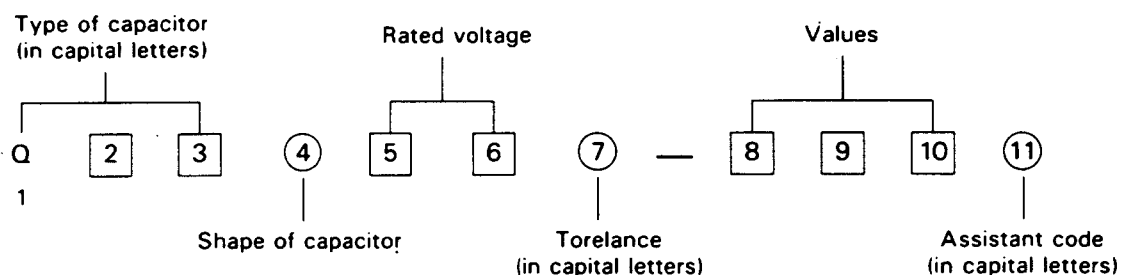 Type of capacitor
(in capital letters)
Rated voltage
Values
Q 2 3 4 5 6 7 — 8 9 10 11
1
Shape of capacitor
Torelance
(in capital letters)
Assistant code
(in capital letters)